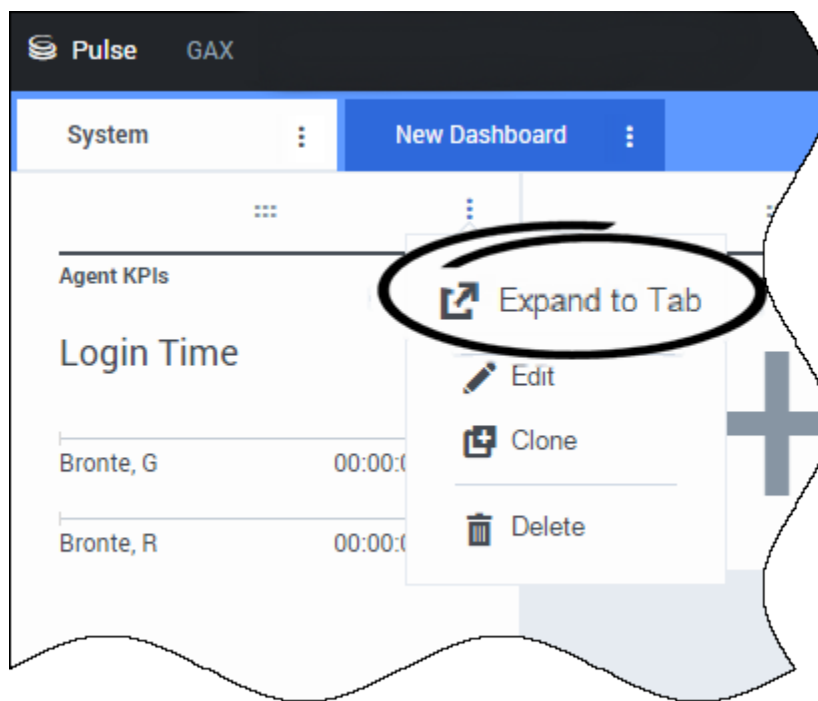 Pulse GAX
System New Dashboard
Agent KPIs
Expand to Tab
Login Time
Edit
Clone
Bronte, G
Delete
Bronte, R